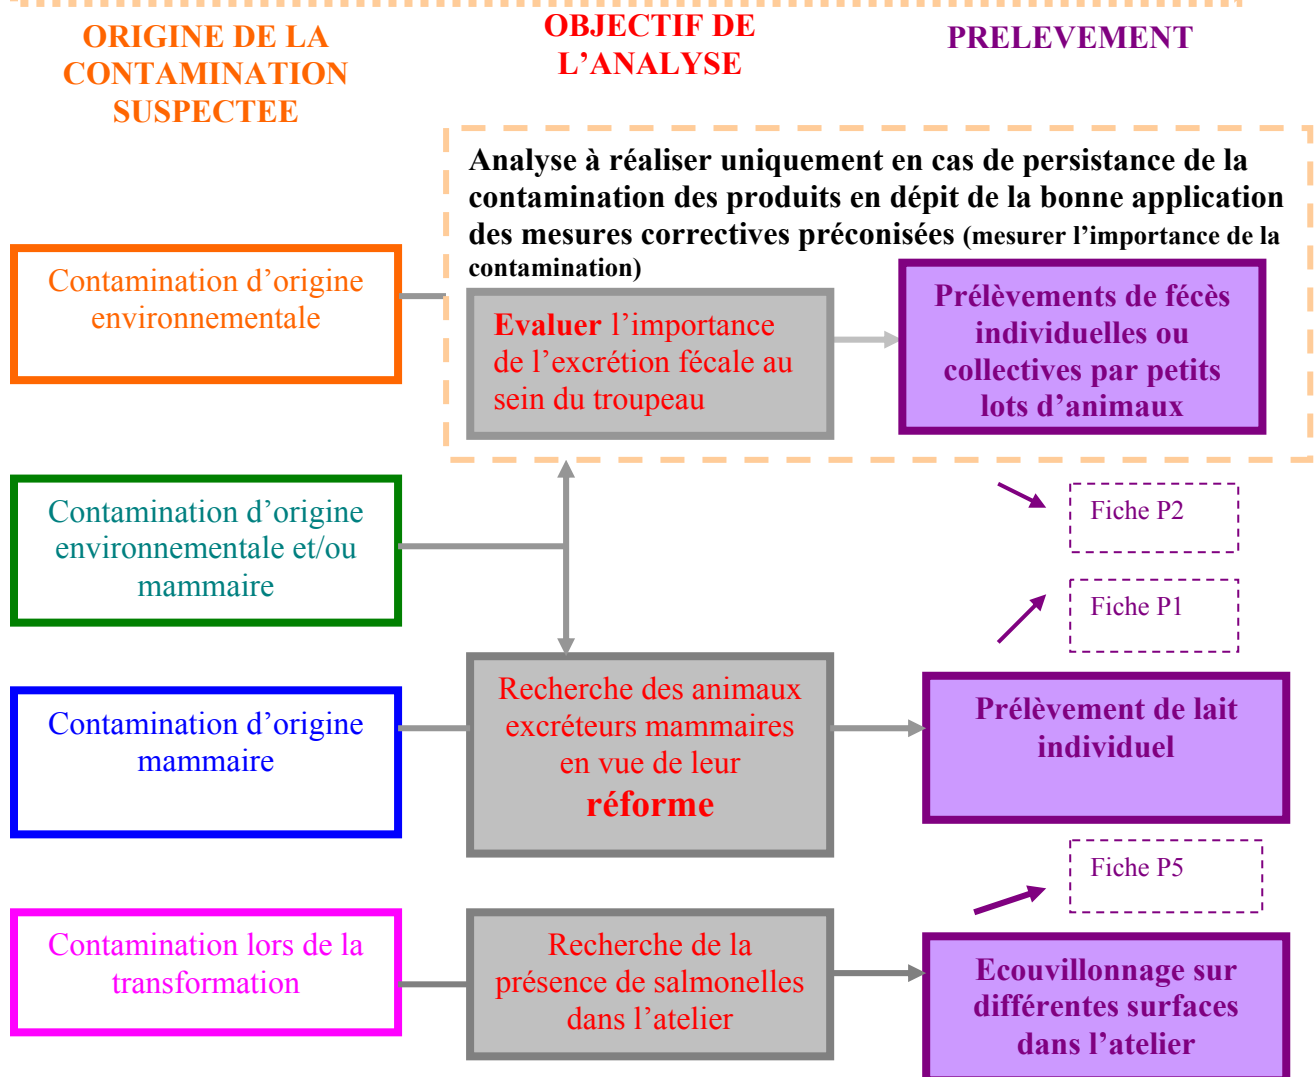 ORIGINE DE LA
CONTAMINATION
SUSPECTEE
OBJECTIF DE
L’ANALYSE
PRELEVEMENT
Analyse à réaliser uniquement en cas de persistance de la
contamination des produits en dépit de la bonne application
des mesures correctives préconisées (mesurer l’importance de la
contamination)
Contamination d’origine
environnementale
Evaluer l’importance
de l’excrétion fécale au
sein du troupeau
Prélèvements de fécès
individuelles ou
collectives par petits
lots d’animaux
Contamination d’origine
environnementale et/ou
mammaire
Fiche P2
Fiche P1
Contamination d’origine
mammaire
Recherche des animaux
excréteurs mammaires
en vue de leur
réforme
Prélèvement de lait
individuel
Fiche P5
Contamination lors de la
transformation
Recherche de la
présence de salmonelles
dans l’atelier
Ecouvillonnage sur
différentes surfaces
dans l’atelier